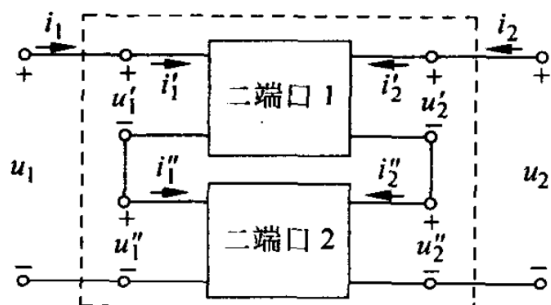 i₁ i₂
+ + i′₁ 二端口 1 i′₂ + +
u′₁ u′₂
− −
u₁ i″₁ i″₂ u₂
+ 二端口 2 +
u″₁ u″₂
− − − −